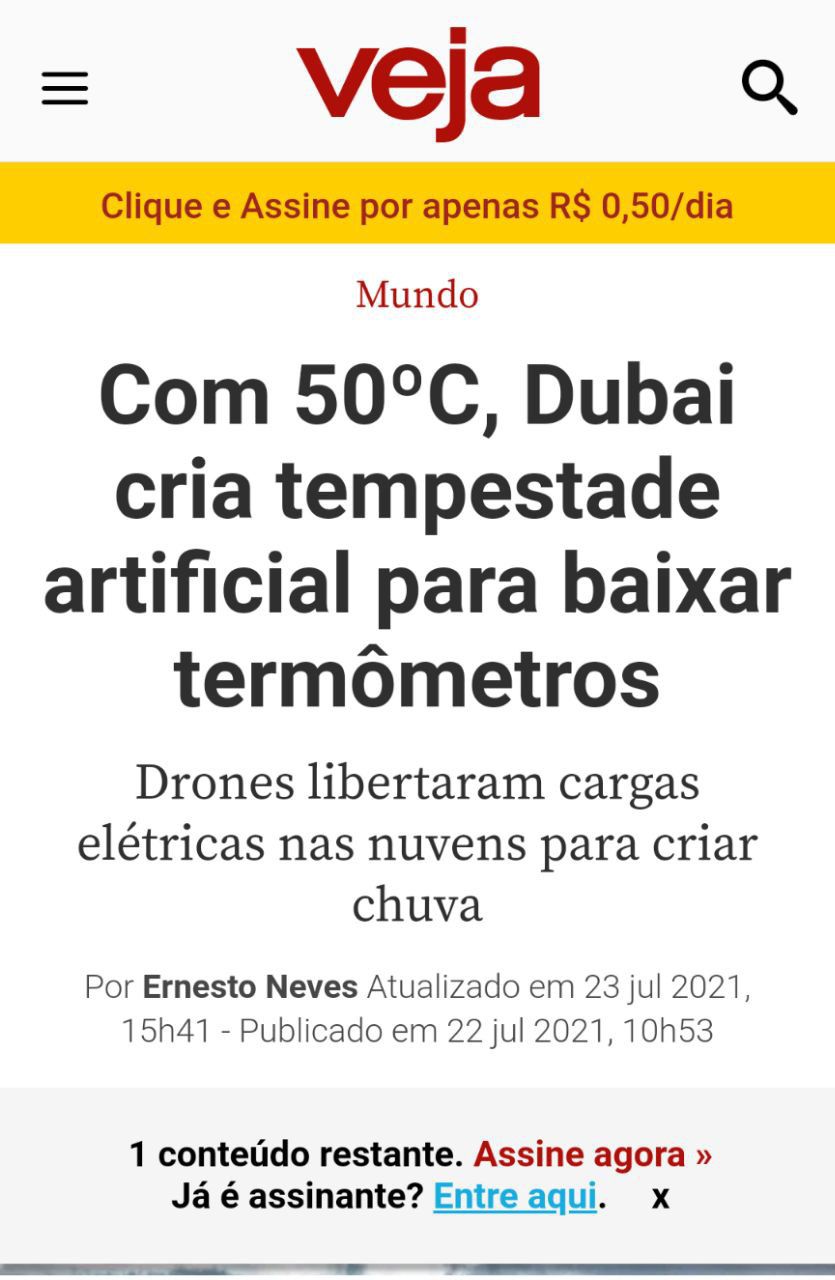 veja
Clique e Assine por apenas R$ 0,50/dia
Mundo
Com 50ºC, Dubai
cria tempestade
artificial para baixar
termômetros
Drones libertaram cargas
elétricas nas nuvens para criar
chuva
Por Ernesto Neves Atualizado em 23 jul 2021,
15h41 - Publicado em 22 jul 2021, 10h53
1 conteúdo restante. Assine agora »
Já é assinante? Entre aqui. x